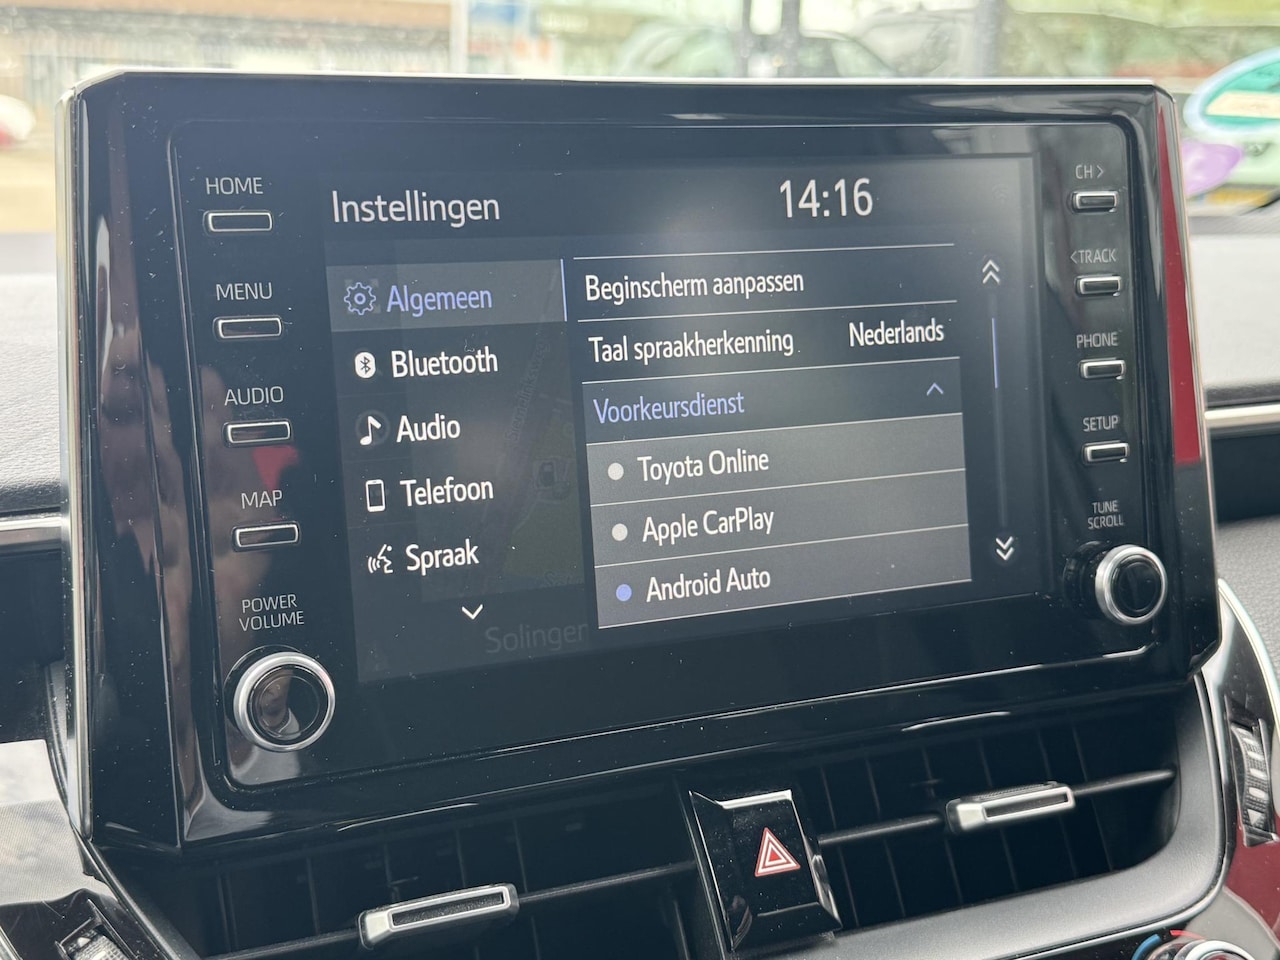 HOME
MENU
AUDIO
MAP
POWER
VOLUME
Instellingen
14:16
Algemeen
Bluetooth
Audio
Telefoon
Spraak
Beginscherm aanpassen
Taal spraakherkenning Nederlands
Voorkeursdienst
Toyota Online
Apple CarPlay
Android Auto
Solingen
CH >
< TRACK
PHONE
SETUP
TUNE
SCROLL